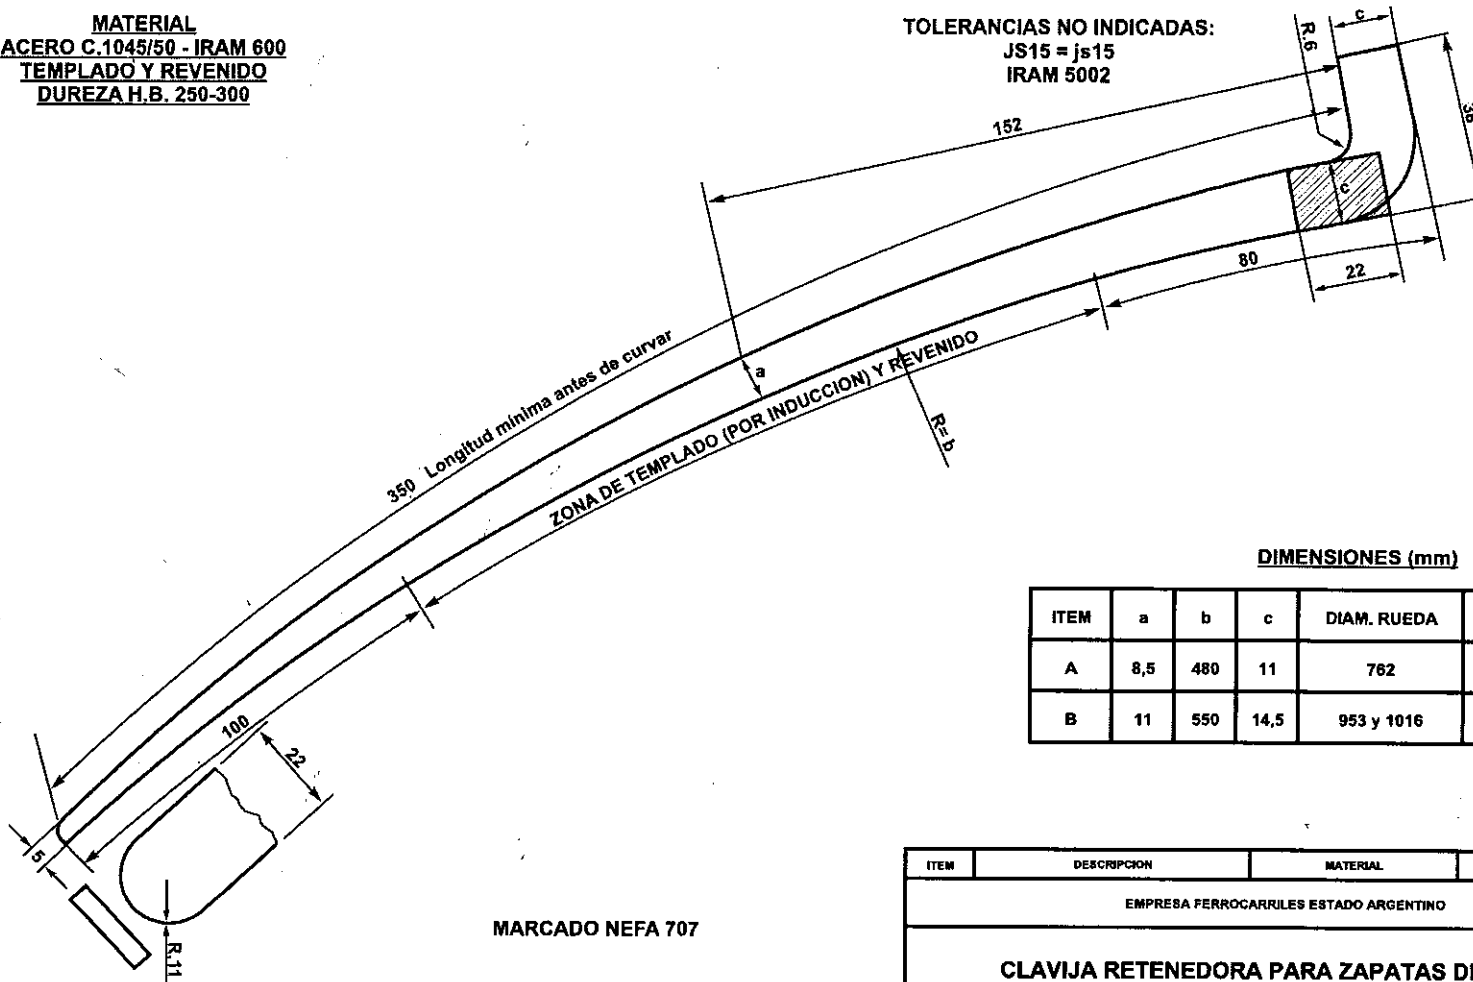 MATERIAL
ACERO C.1045/50 - IRAM 600
TEMPLADO Y REVENIDO
DUREZA H.B. 250-300
TOLERANCIAS NO INDICADAS:
JS15 = js15
IRAM 5002
R.6
c
152
c
80
22
350 Longitud mínima antes de curvar
a
ZONA DE TEMPLADO (POR INDUCCION) Y REVENIDO
R= b
100
22
5
R.11
DIMENSIONES (mm)
ITEM a b c DIAM. RUEDA
A 8,5 480 11 762
B 11 550 14,5 953 y 1016
MARCADO NEFA 707
ITEM DESCRIPCION MATERIAL
EMPRESA FERROCARRILES ESTADO ARGENTINO
CLAVIJA RETENEDORA PARA ZAPATAS